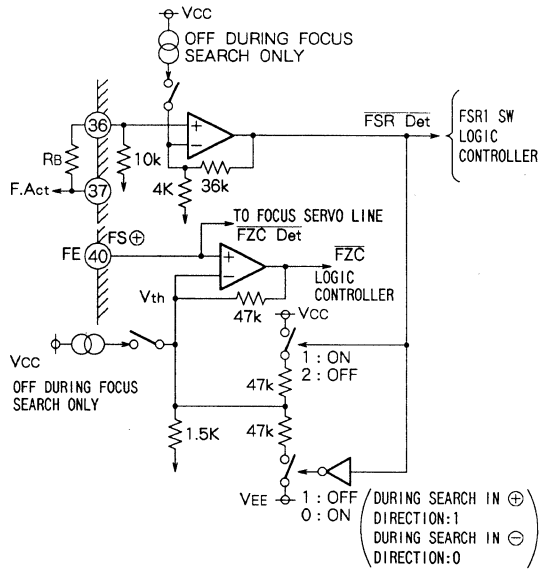 VCC
OFF DURING FOCUS
SEARCH ONLY
FSR Det
FSR1 SW
LOGIC
CONTROLLER
36
+
−
RB
10k
36k
4K
F.Act
37
TO FOCUS SERVO LINE
FS⊕
FZC Det
FE
40
+
−
FZC
LOGIC
CONTROLLER
Vth
47k
VCC
VCC
1 : ON
2 : OFF
OFF DURING FOCUS
SEARCH ONLY
47k
1.5K
47k
VEE
1 : OFF
0 : ON
DURING SEARCH IN ⊕
DIRECTION:1
DURING SEARCH IN ⊖
DIRECTION:0